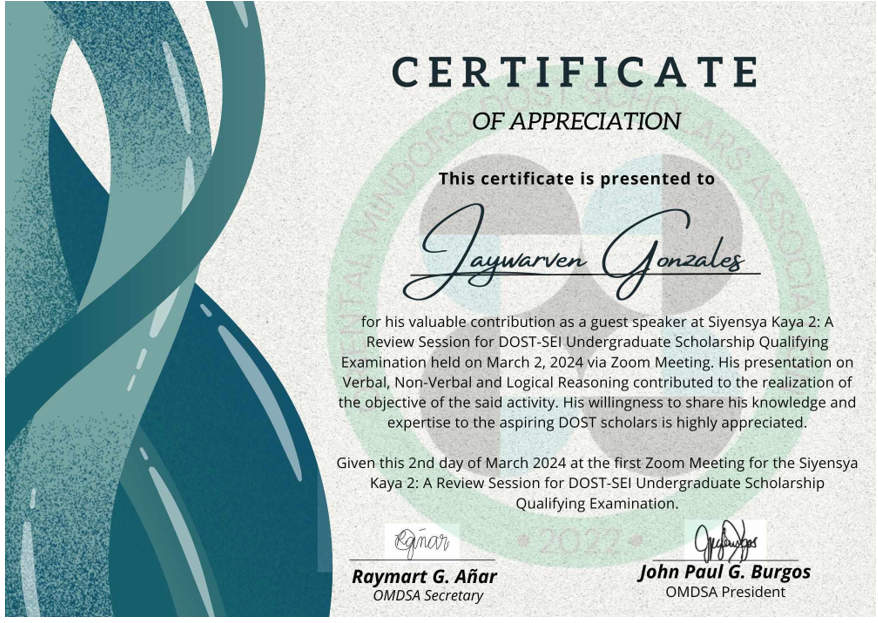 CERTIFICATE
OF APPRECIATION
This certificate is presented to
Jaywarven Gonzales
for his valuable contribution as a guest speaker at Siyensya Kaya 2: A
Review Session for DOST-SEI Undergraduate Scholarship Qualifying
Examination held on March 2, 2024 via Zoom Meeting. His presentation on
Verbal, Non-Verbal and Logical Reasoning contributed to the realization of
the objective of the said activity. His willingness to share his knowledge and
expertise to the aspiring DOST scholars is highly appreciated.
Given this 2nd day of March 2024 at the first Zoom Meeting for the Siyensya
Kaya 2: A Review Session for DOST-SEI Undergraduate Scholarship
Qualifying Examination.
MINDORO DOST SCHOLARS
2022
Raymart G. Añar
OMDSA Secretary
John Paul G. Burgos
OMDSA President